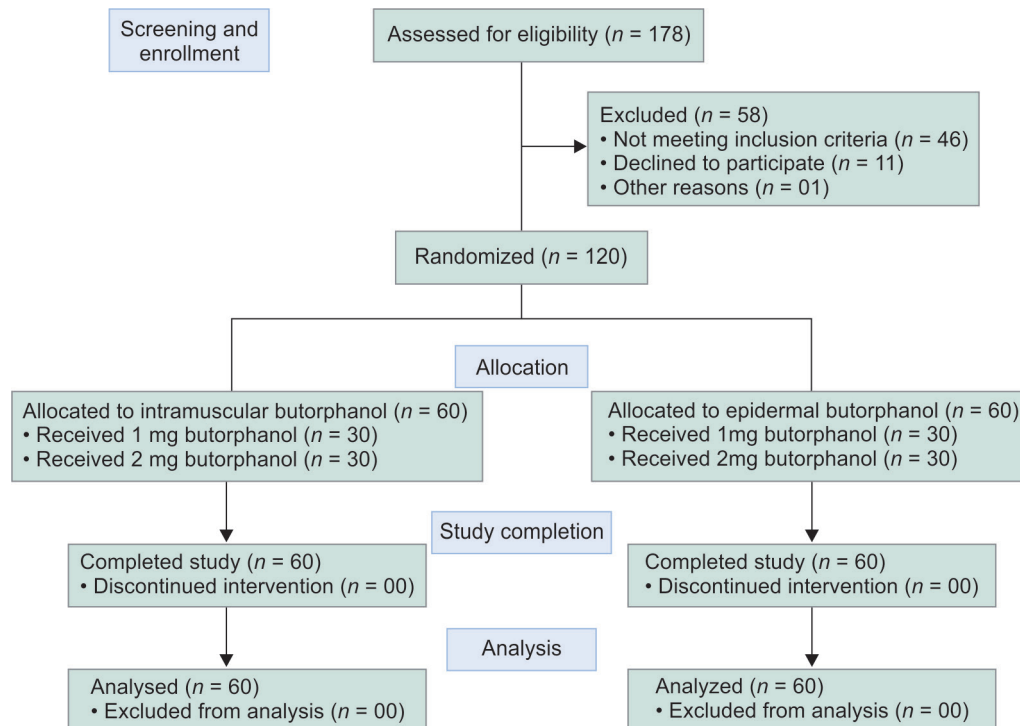 Screening and
enrollment
Assessed for eligibility (n = 178)
Excluded (n = 58)
• Not meeting inclusion criteria (n = 46)
• Declined to participate (n = 11)
• Other reasons (n = 01)
Randomized (n = 120)
Allocation
Allocated to intramuscular butorphanol (n = 60)
• Received 1 mg butorphanol (n = 30)
• Received 2 mg butorphanol (n = 30)
Allocated to epidermal butorphanol (n = 60)
• Received 1mg butorphanol (n = 30)
• Received 2mg butorphanol (n = 30)
Study completion
Completed study (n = 60)
• Discontinued intervention (n = 00)
Completed study (n = 60)
• Discontinued intervention (n = 00)
Analysis
Analysed (n = 60)
• Excluded from analysis (n = 00)
Analyzed (n = 60)
• Excluded from analysis (n = 00)